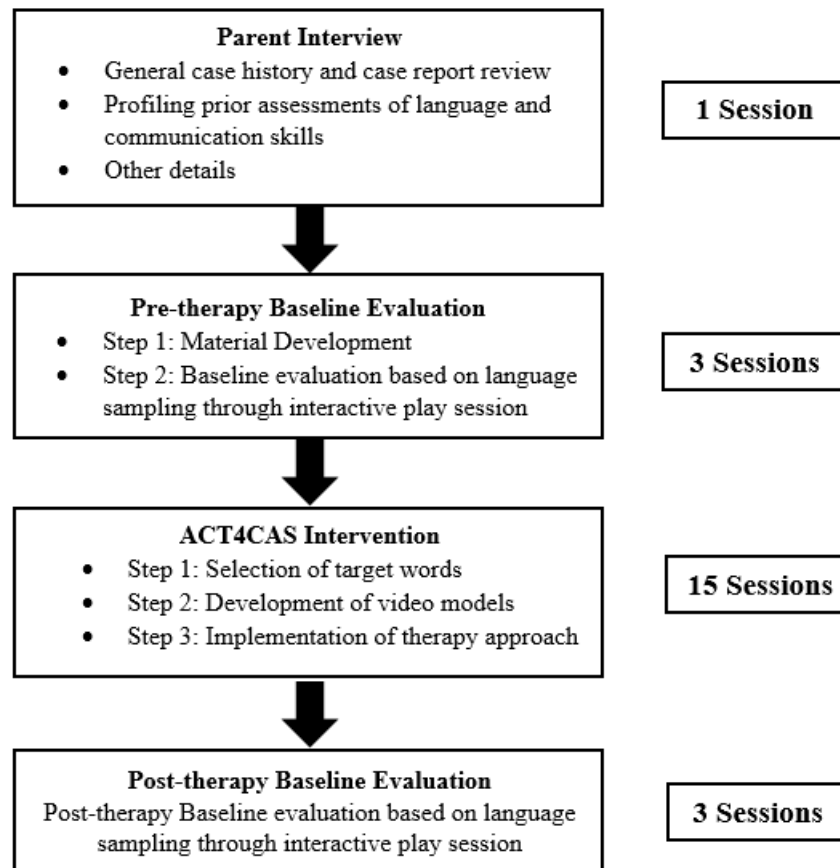 Parent Interview
• General case history and case report review
• Profiling prior assessments of language and
communication skills
• Other details
1 Session
Pre-therapy Baseline Evaluation
• Step 1: Material Development
• Step 2: Baseline evaluation based on language
sampling through interactive play session
3 Sessions
ACT4CAS Intervention
• Step 1: Selection of target words
• Step 2: Development of video models
• Step 3: Implementation of therapy approach
15 Sessions
Post-therapy Baseline Evaluation
Post-therapy Baseline evaluation based on language
sampling through interactive play session
3 Sessions